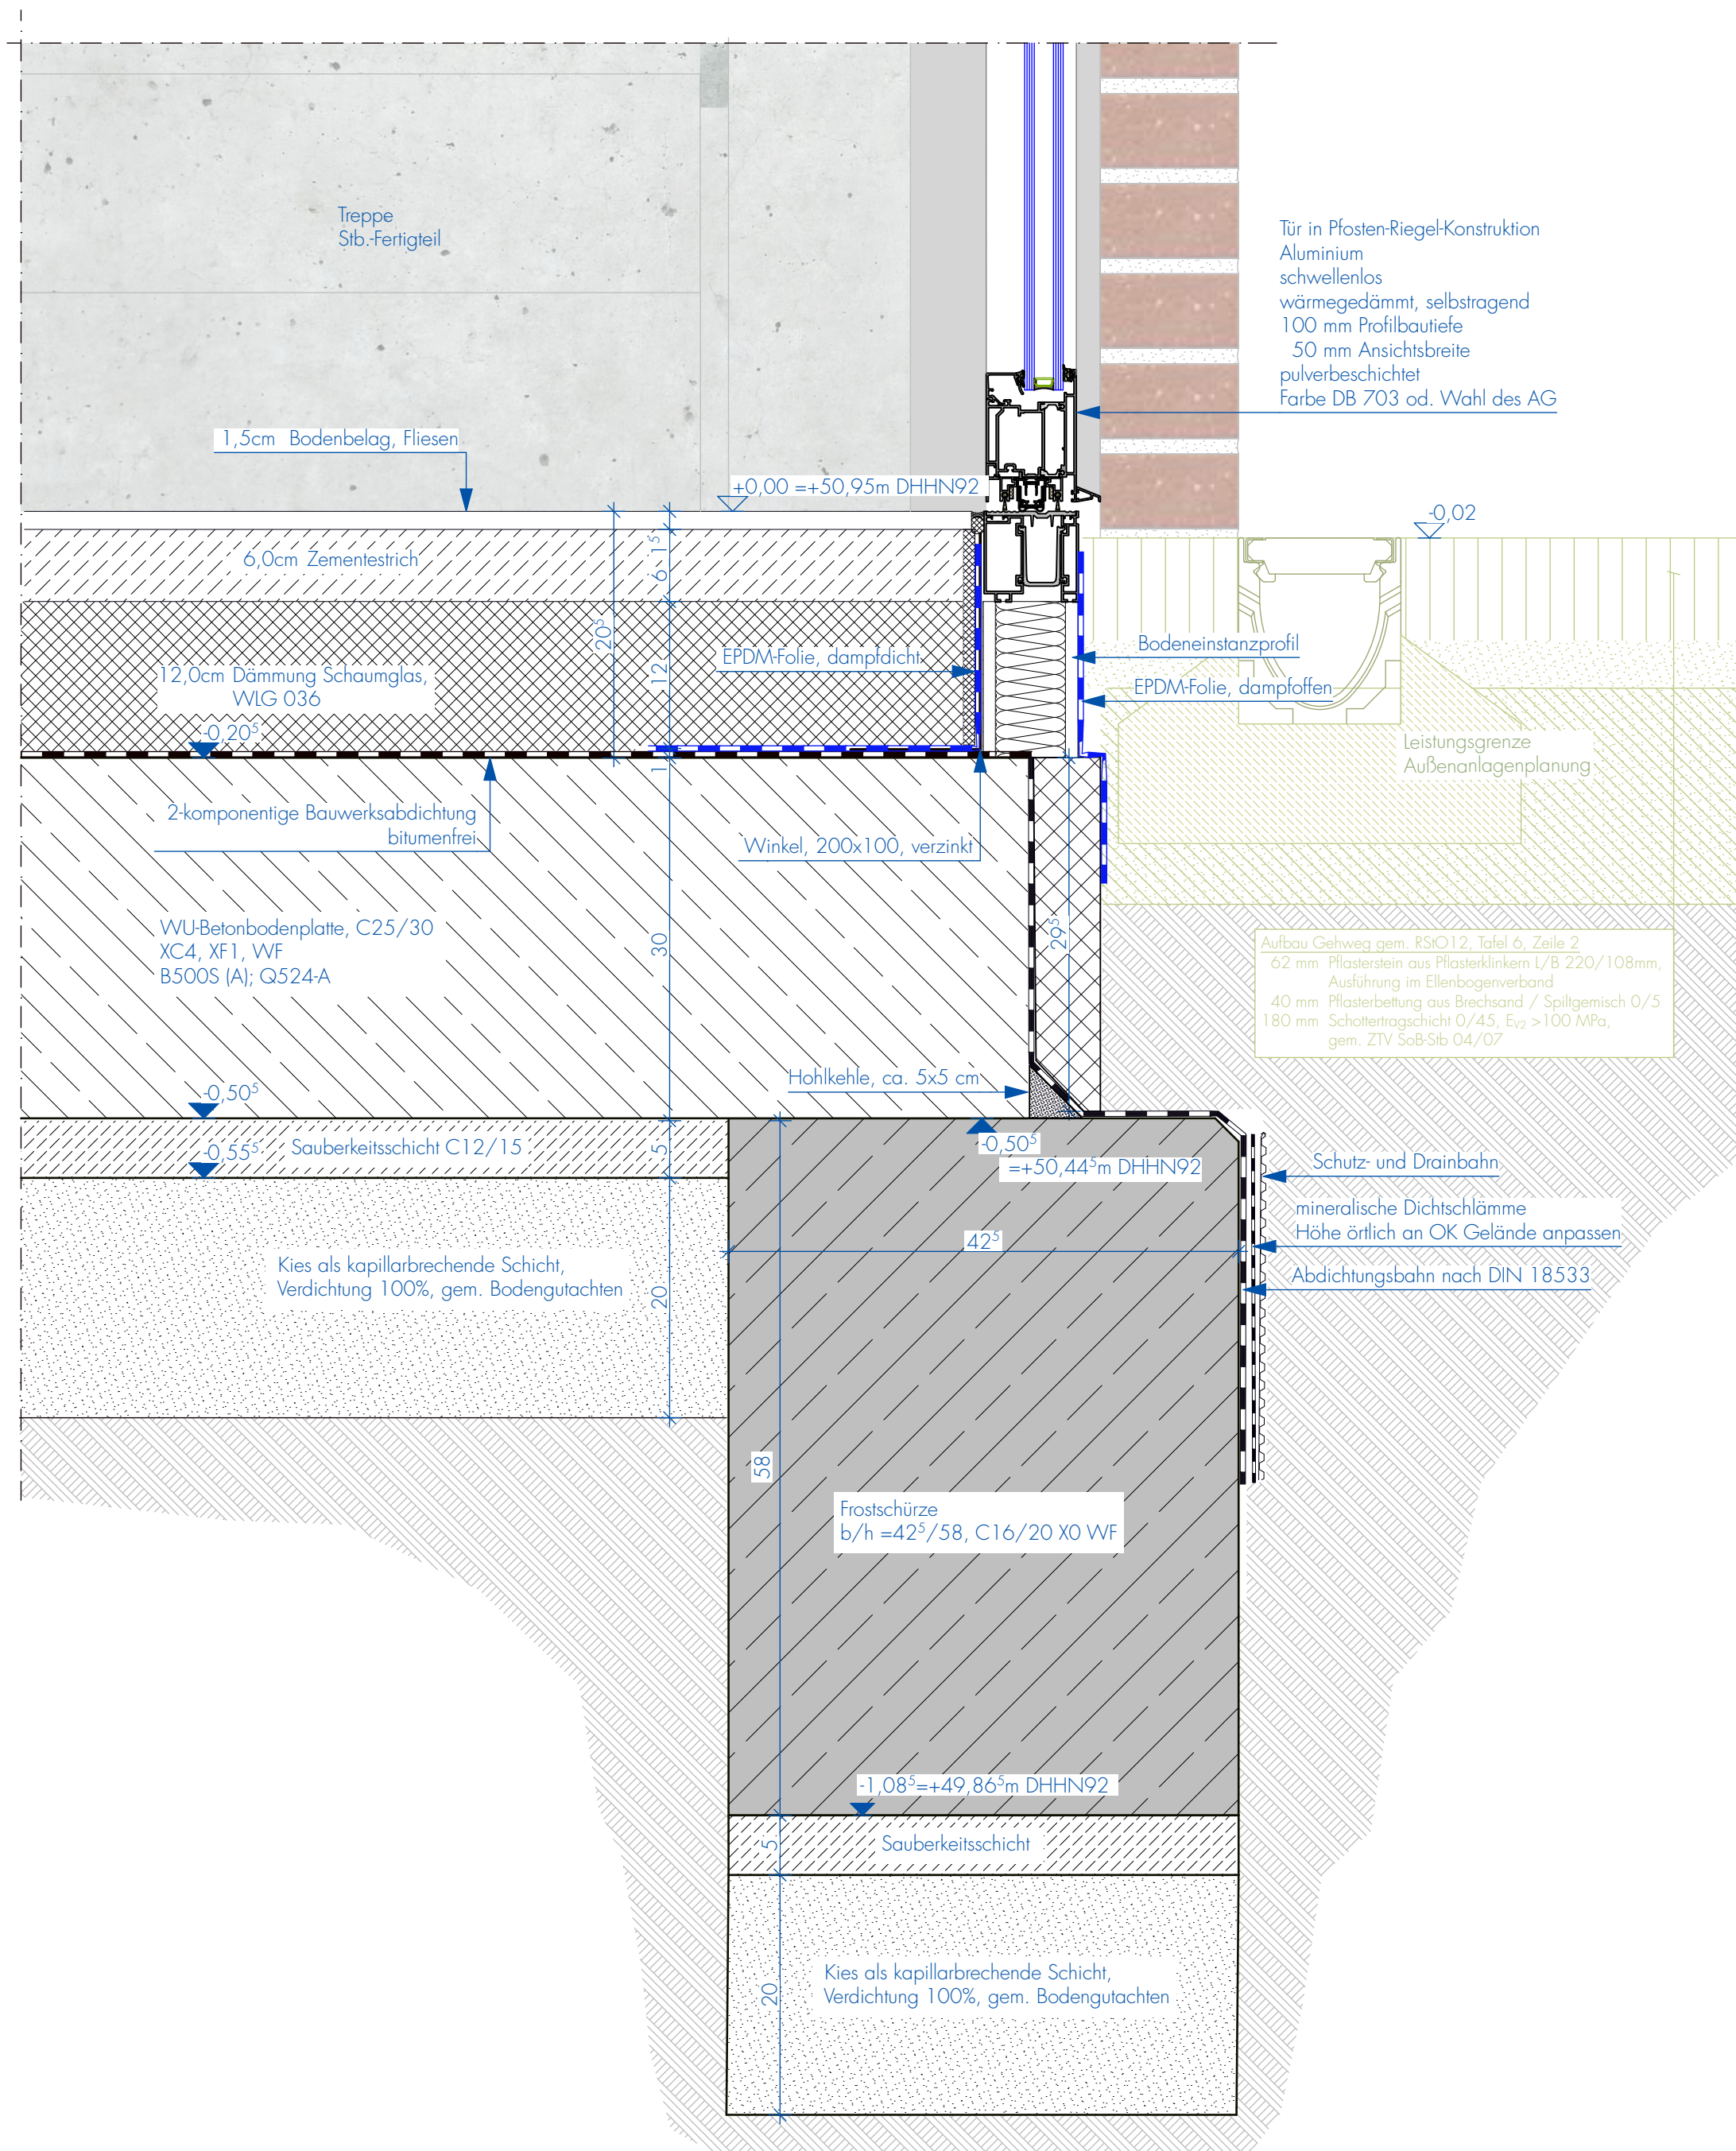 Treppe
Stb.-Fertigteil
Tür in Pfosten-Riegel-Konstruktion
Aluminium
schwellenlos
wärmegedämmt, selbstragend
100 mm Profilbautiefe
50 mm Ansichtsbreite
pulverbeschichtet
Farbe DB 703 od. Wahl des AG
1,5cm Bodenbelag, Fliesen
+0,00 =+50,95m DHHN92
-0,02
6,0cm Zementestrich
1⁵
6
20⁵
12
1
EPDM-Folie, dampfdicht
Bodeneinstanzprofil
EPDM-Folie, dampfoffen
12,0cm Dämmung Schaumglas,
WLG 036
-0,20⁵
Leistungsgrenze
Außenanlagenplanung
2-komponentige Bauwerksabdichtung
bitumenfrei
Winkel, 200x100, verzinkt
WU-Betonbodenplatte, C25/30
XC4, XF1, WF
B500S (A); Q524-A
30
29⁵
Aufbau Gehweg gem. RStO12, Tafel 6, Zeile 2
62 mm Pflasterstein aus Pflasterklinkern L/B 220/108mm,
Ausführung im Ellenbogenverband
40 mm Pflasterbettung aus Brechsand / Splittgemisch 0/5
180 mm Schottertragschicht 0/45, EV2 >100 MPa,
gem. ZTV SoB-Stb 04/07
Hohlkehle, ca. 5x5 cm
-0,50⁵
-0,50⁵
=+50,44⁵m DHHN92
Sauberkeitsschicht C12/15
-0,55⁵
5
Schutz- und Drainbahn
mineralische Dichtschlämme
Höhe örtlich an OK Gelände anpassen
Abdichtungsbahn nach DIN 18533
42⁵
Kies als kapillarbrechende Schicht,
Verdichtung 100%, gem. Bodengutachten
20
58
Frostschürze
b/h =42⁵/58, C16/20 X0 WF
-1,08⁵=+49,86⁵m DHHN92
Sauberkeitsschicht
5
Kies als kapillarbrechende Schicht,
Verdichtung 100%, gem. Bodengutachten
20